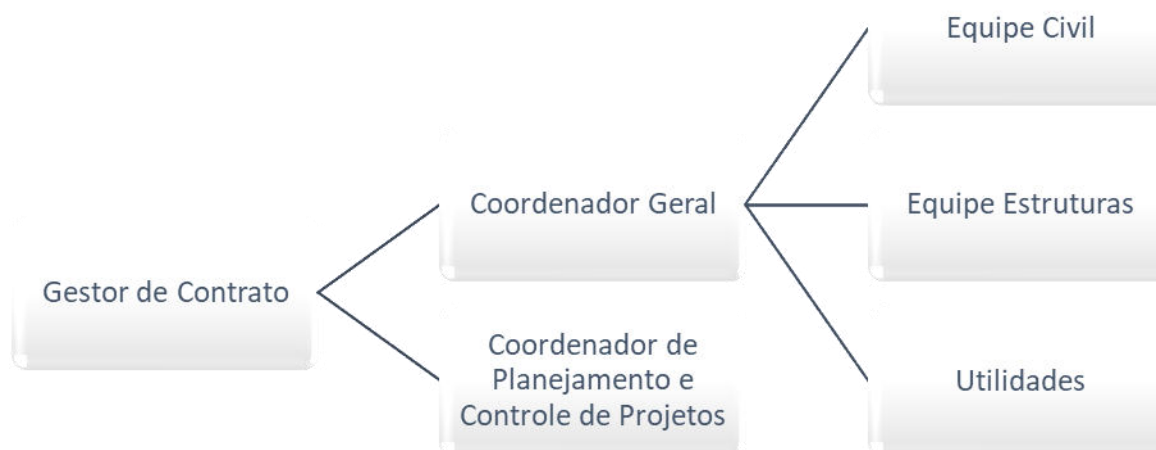 Gestor de Contrato
Coordenador Geral
Coordenador de
Planejamento e
Controle de Projetos
Equipe Civil
Equipe Estruturas
Utilidades